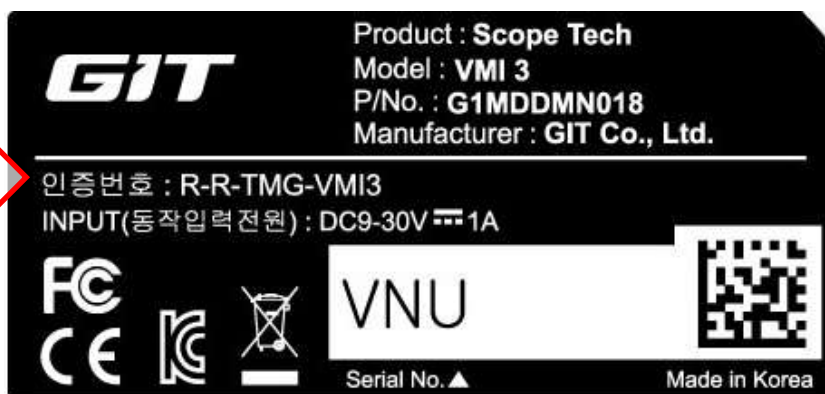 GIT
Product : Scope Tech
Model : VMI 3
P/No. : G1MDDMN018
Manufacturer : GIT Co., Ltd.
인증번호 : R-R-TMG-VMI3
INPUT(동작입력전원) : DC9-30V ⎓ 1A
FC
CE
KC
VNU
Serial No.▲
Made in Korea